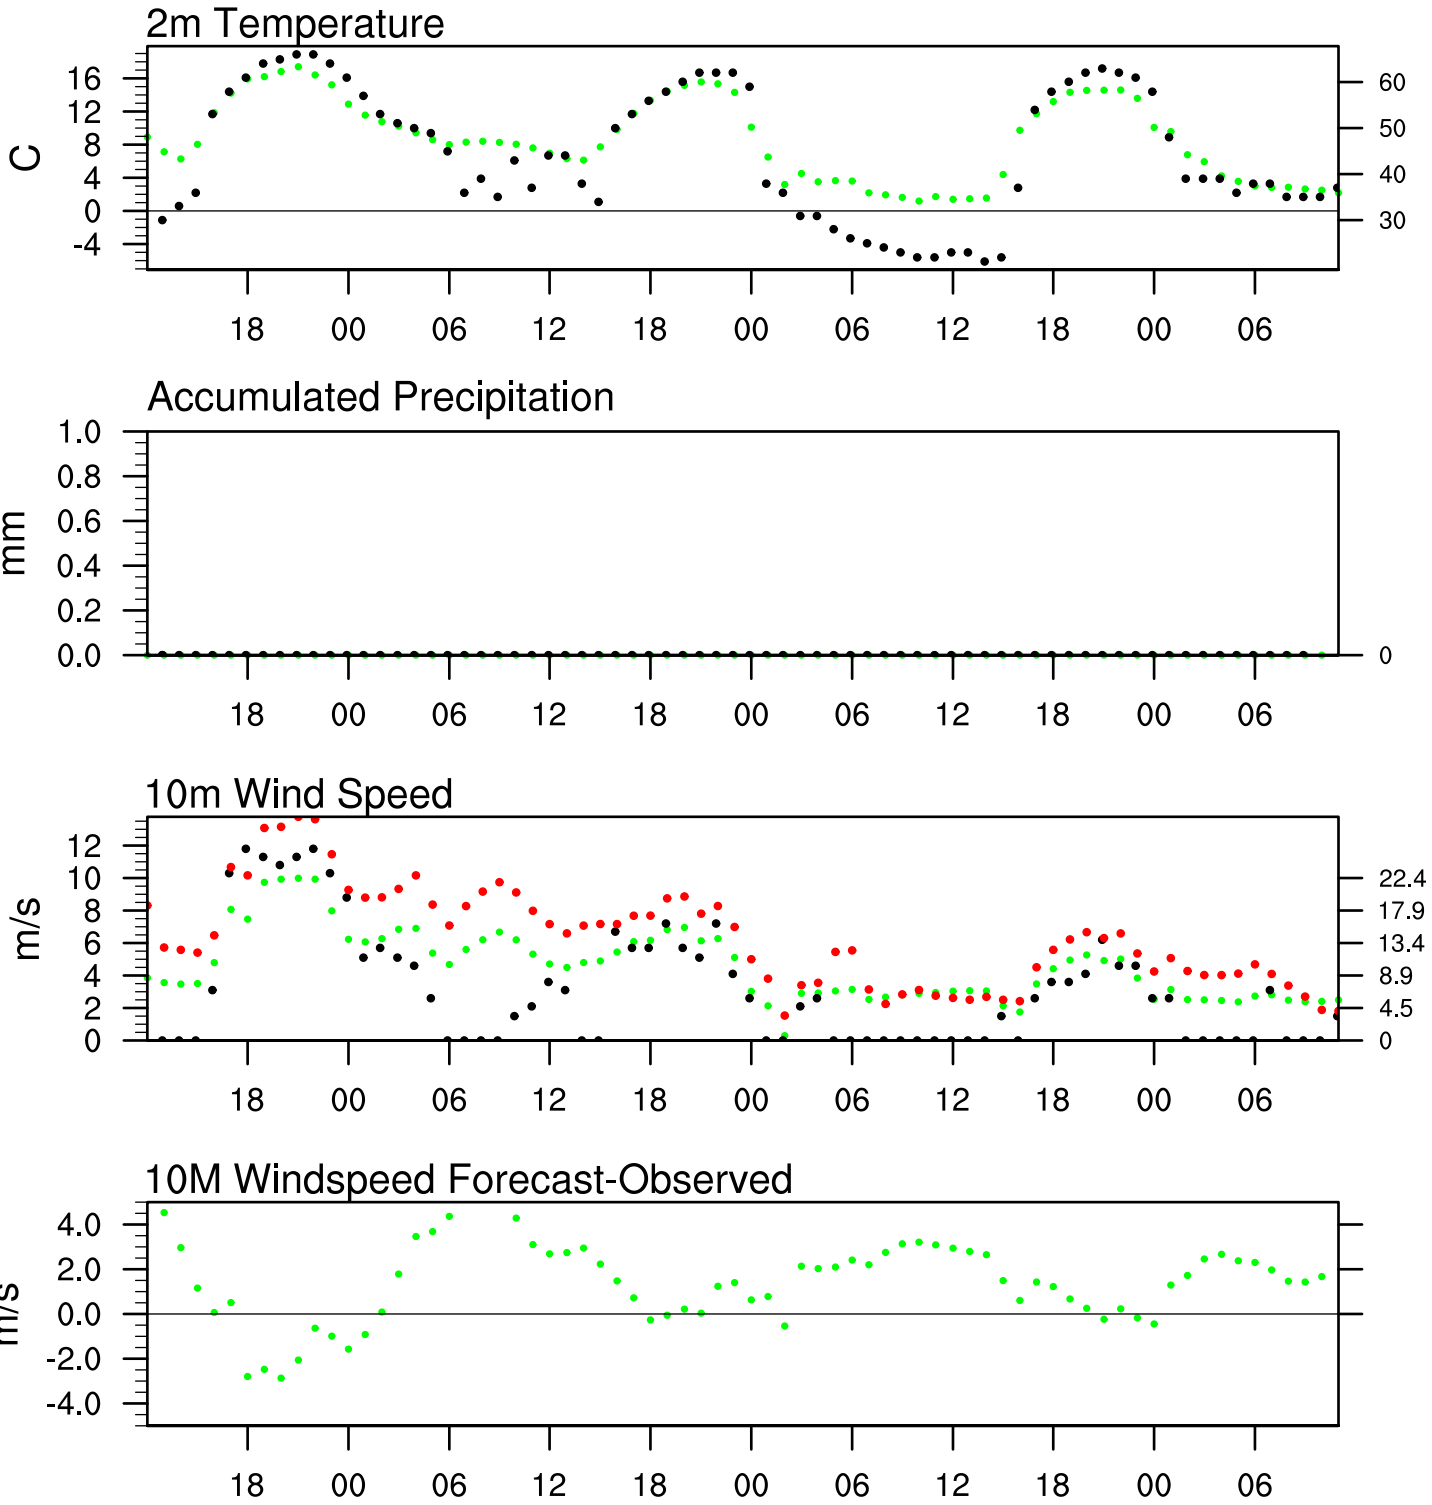 2m Temperature
16
12
8
4
0
-4
C
60
50
40
30
18 00 06 12 18 00 06 12 18 00 06
Accumulated Precipitation
1.0
0.8
0.6
0.4
0.2
0.0
mm
0
18 00 06 12 18 00 06 12 18 00 06
10m Wind Speed
12
10
8
6
4
2
0
m/s
22.4
17.9
13.4
8.9
4.5
0
18 00 06 12 18 00 06 12 18 00 06
10M Windspeed Forecast-Observed
4.0
2.0
0.0
-2.0
-4.0
m/s
18 00 06 12 18 00 06 12 18 00 06